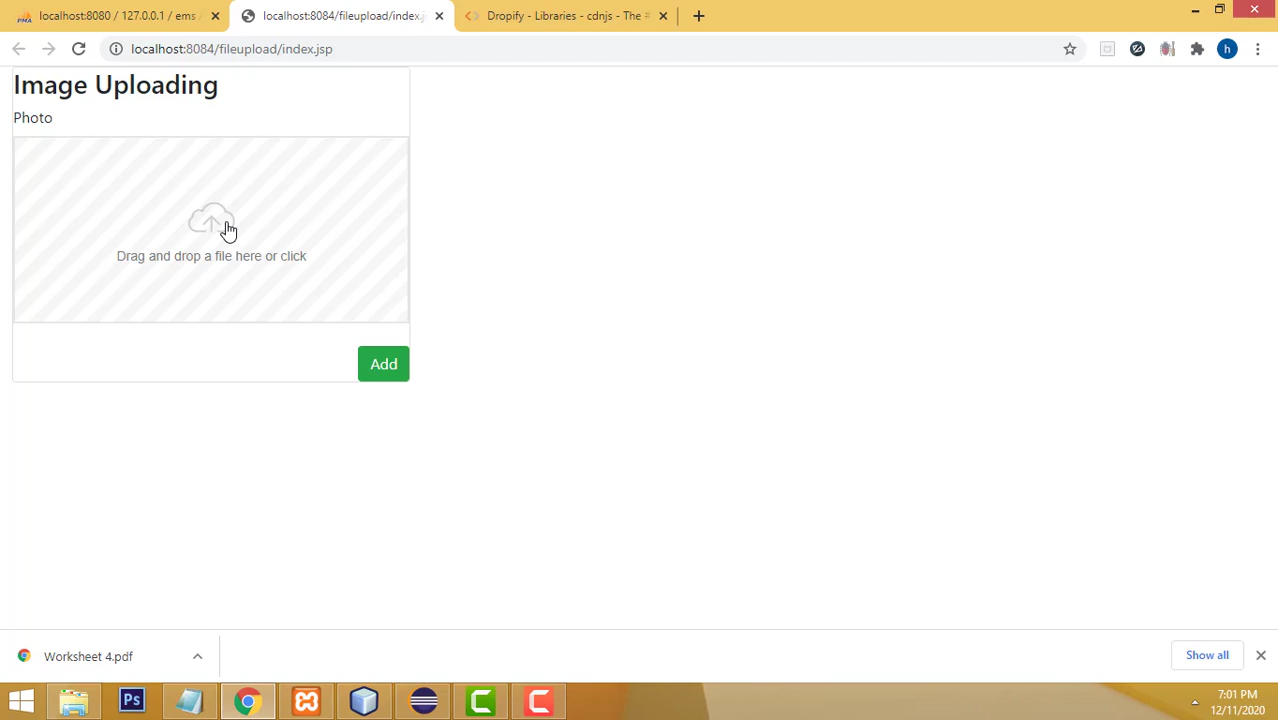 localhost:8080 / 127.0.0.1 / ems /
localhost:8084/fileupload/index.j
Dropify - Libraries - cdnjs - The #
localhost:8084/fileupload/index.jsp
h
Image Uploading
Photo
Drag and drop a file here or click
Add
Worksheet 4.pdf
Show all
Ps
7:01 PM
12/11/2020